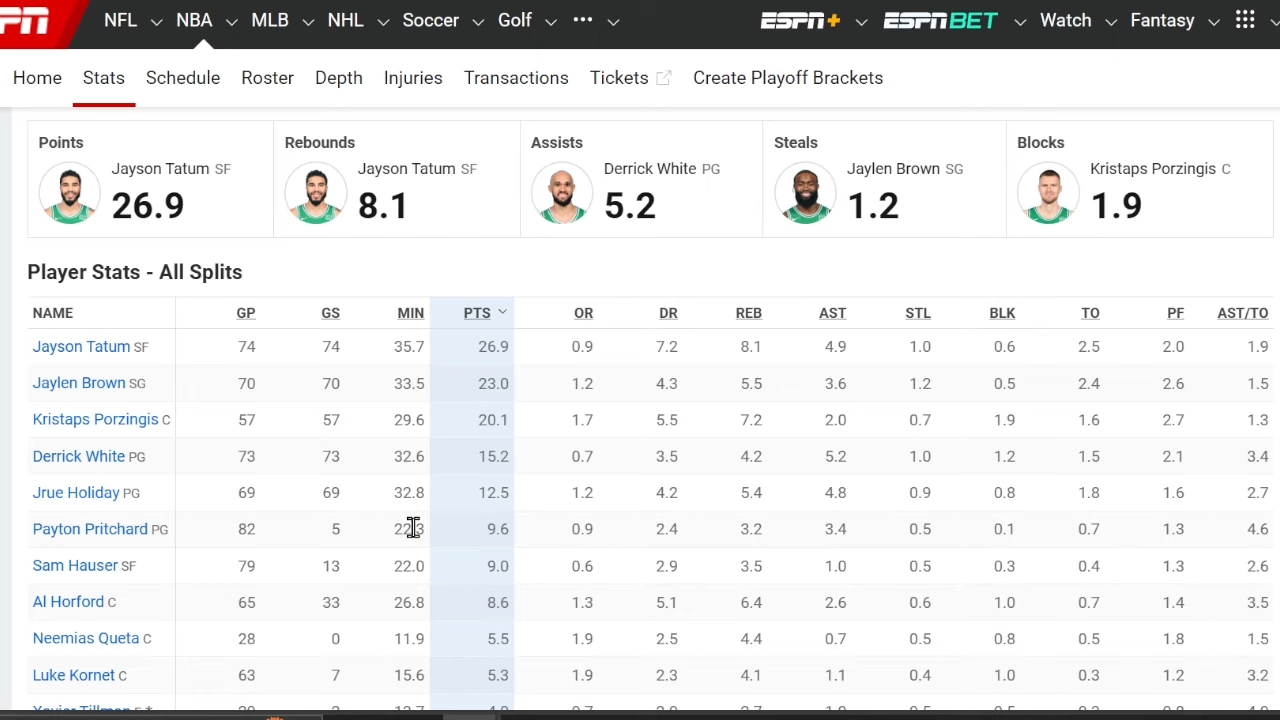 NFL NBA MLB NHL Soccer Golf ••• ESPN+ ESPN BET Watch Fantasy
Home Stats Schedule Roster Depth Injuries Transactions Tickets Create Playoff Brackets
Points Rebounds Assists Steals Blocks
Jayson Tatum SF Jayson Tatum SF Derrick White PG Jaylen Brown SG Kristaps Porzingis C
26.9 8.1 5.2 1.2 1.9
Player Stats - All Splits
NAME GP GS MIN PTS OR DR REB AST STL BLK TO PF AST/TO
Jayson Tatum SF 74 74 35.7 26.9 0.9 7.2 8.1 4.9 1.0 0.6 2.5 2.0 1.9
Jaylen Brown SG 70 70 33.5 23.0 1.2 4.3 5.5 3.6 1.2 0.5 2.4 2.6 1.5
Kristaps Porzingis C 57 57 29.6 20.1 1.7 5.5 7.2 2.0 0.7 1.9 1.6 2.7 1.3
Derrick White PG 73 73 32.6 15.2 0.7 3.5 4.2 5.2 1.0 1.2 1.5 2.1 3.4
Jrue Holiday PG 69 69 32.8 12.5 1.2 4.2 5.4 4.8 0.9 0.8 1.8 1.6 2.7
Payton Pritchard PG 82 5 22.3 9.6 0.9 2.4 3.2 3.4 0.5 0.1 0.7 1.3 4.6
Sam Hauser SF 79 13 22.0 9.0 0.6 2.9 3.5 1.0 0.5 0.3 0.4 1.3 2.6
Al Horford C 65 33 26.8 8.6 1.3 5.1 6.4 2.6 0.6 1.0 0.7 1.4 3.5
Neemias Queta C 28 0 11.9 5.5 1.9 2.5 4.4 0.7 0.5 0.8 0.5 1.8 1.5
Luke Kornet C 63 7 15.6 5.3 1.9 2.3 4.1 1.1 0.4 1.0 0.3 1.2 3.2
Xavier Tillman